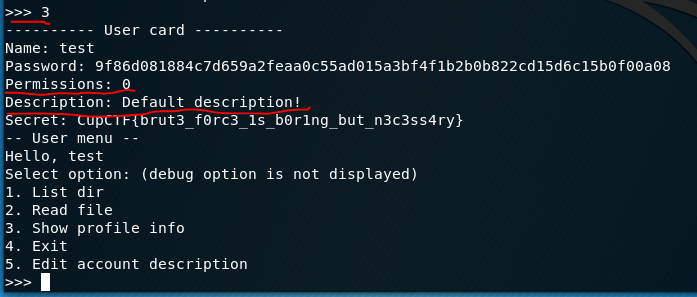 >>> 3
---------- User card ----------
Name: test
Password: 9f86d081884c7d659a2feaa0c55ad015a3bf4f1b2b0b822cd15d6c15b0f00a08
Permissions: 0
Description: Default description!
Secret: CupCTF{brut3_f0rc3_1s_b0r1ng_but_n3c3ss4ry}
-- User menu --
Hello, test
Select option: (debug option is not displayed)
1. List dir
2. Read file
3. Show profile info
4. Exit
5. Edit account description
>>>